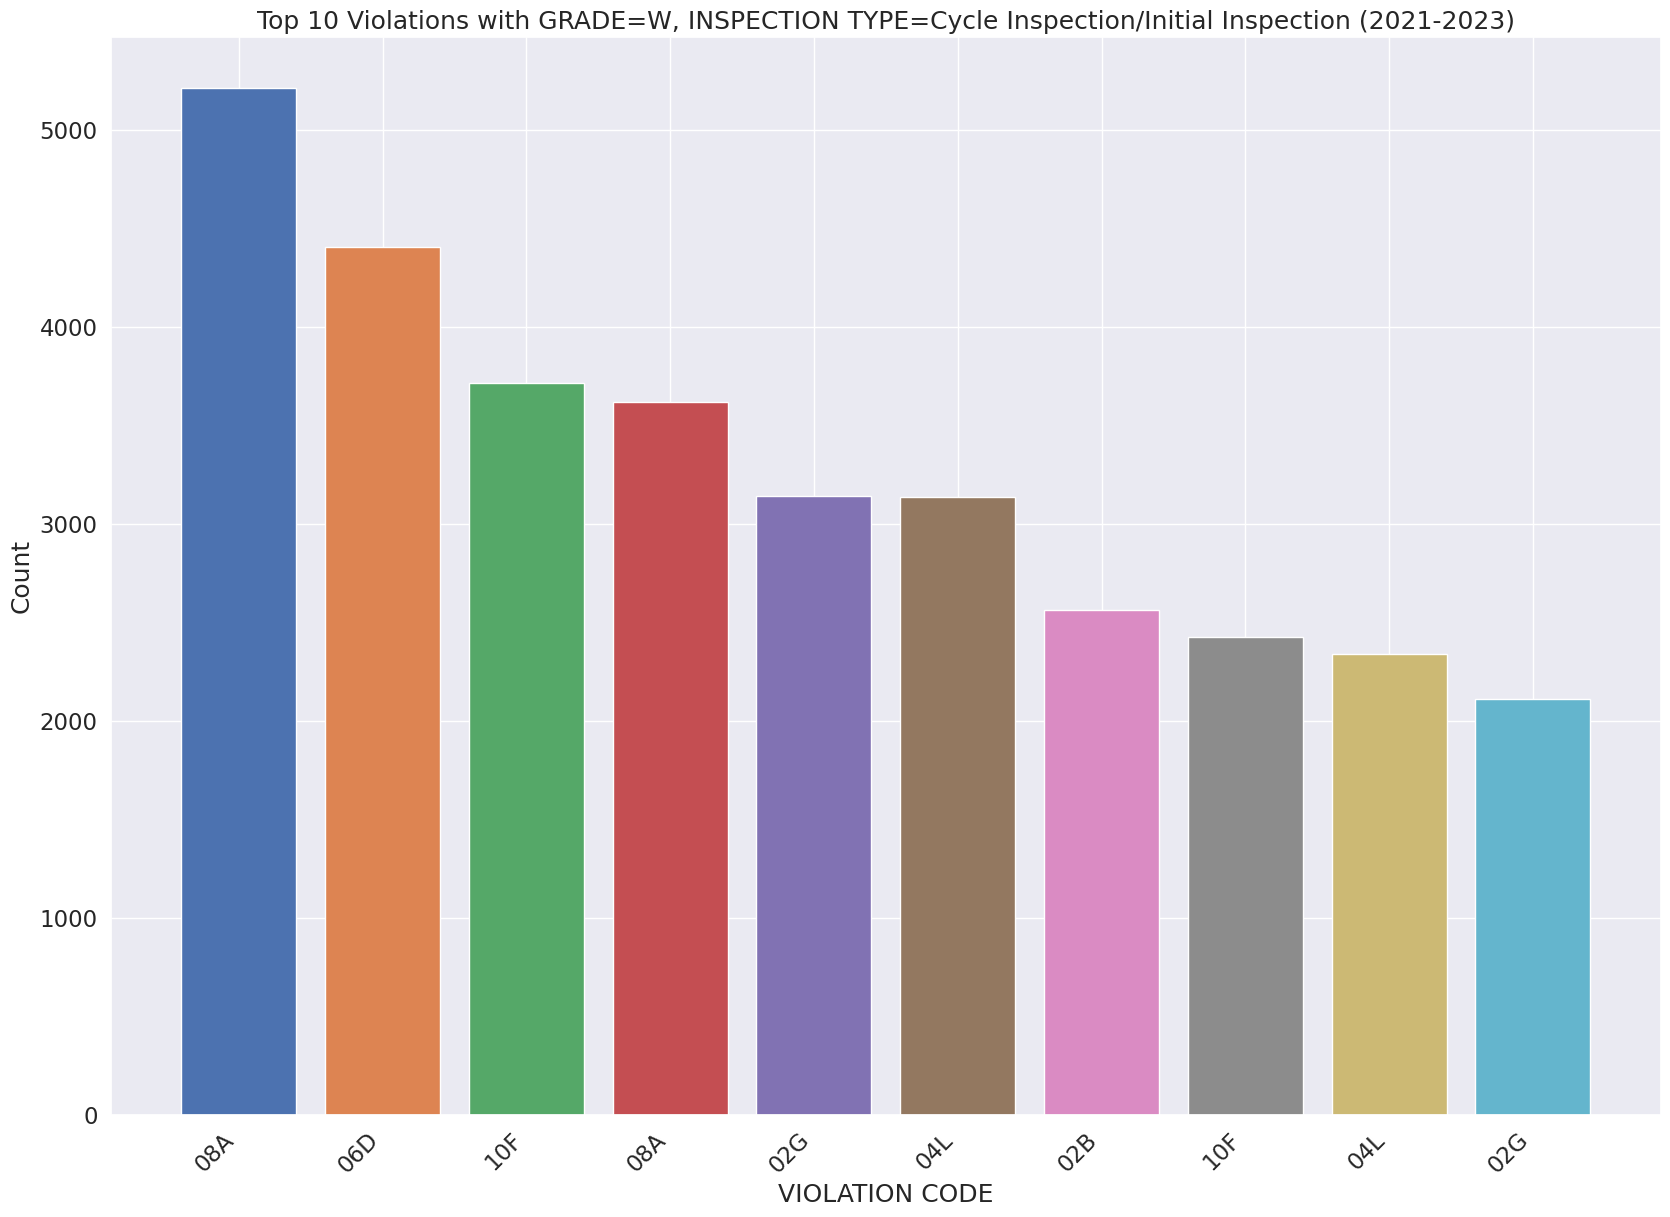 Top 10 Violations with GRADE=W, INSPECTION TYPE=Cycle Inspection/Initial Inspection (2021-2023)
5000
4000
3000
2000
1000
0
Count
08A
06D
10F
08A
02G
04L
02B
10F
04L
02G
VIOLATION CODE